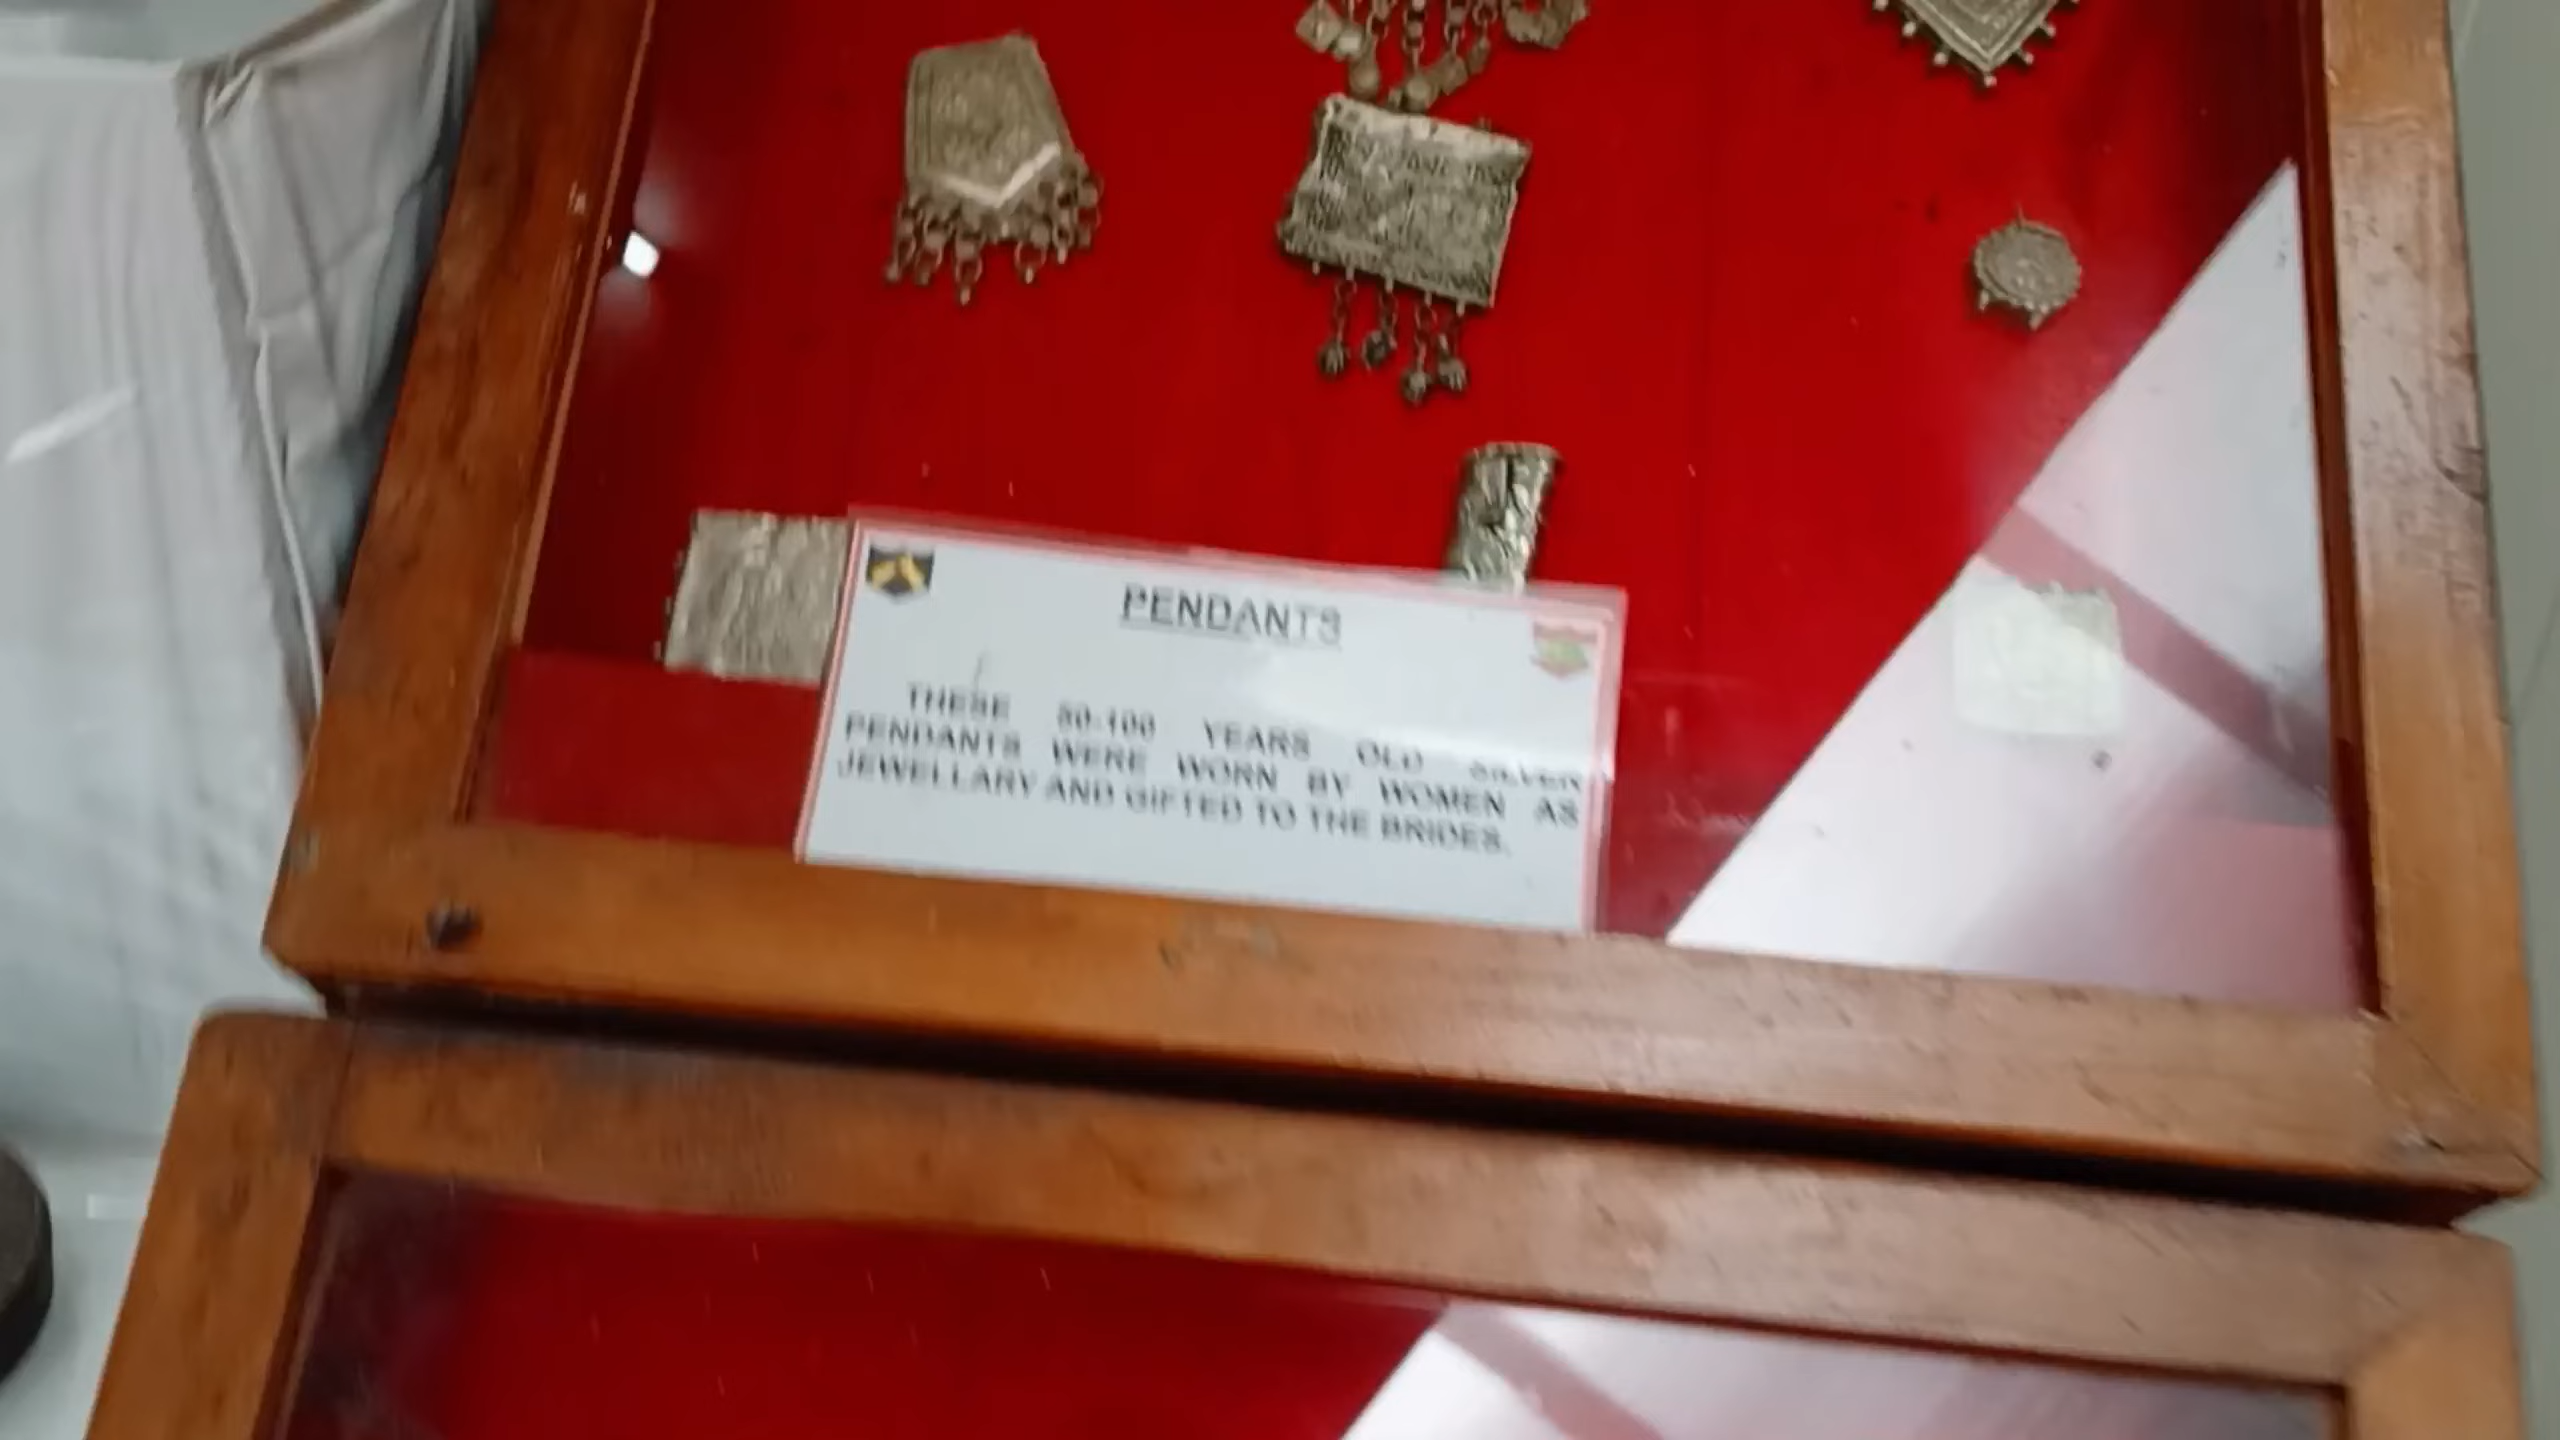 PENDANTS
THESE 50-100 YEARS OLD SILVER
PENDANTS WERE WORN BY WOMEN AS
JEWELLARY AND GIFTED TO THE BRIDES.